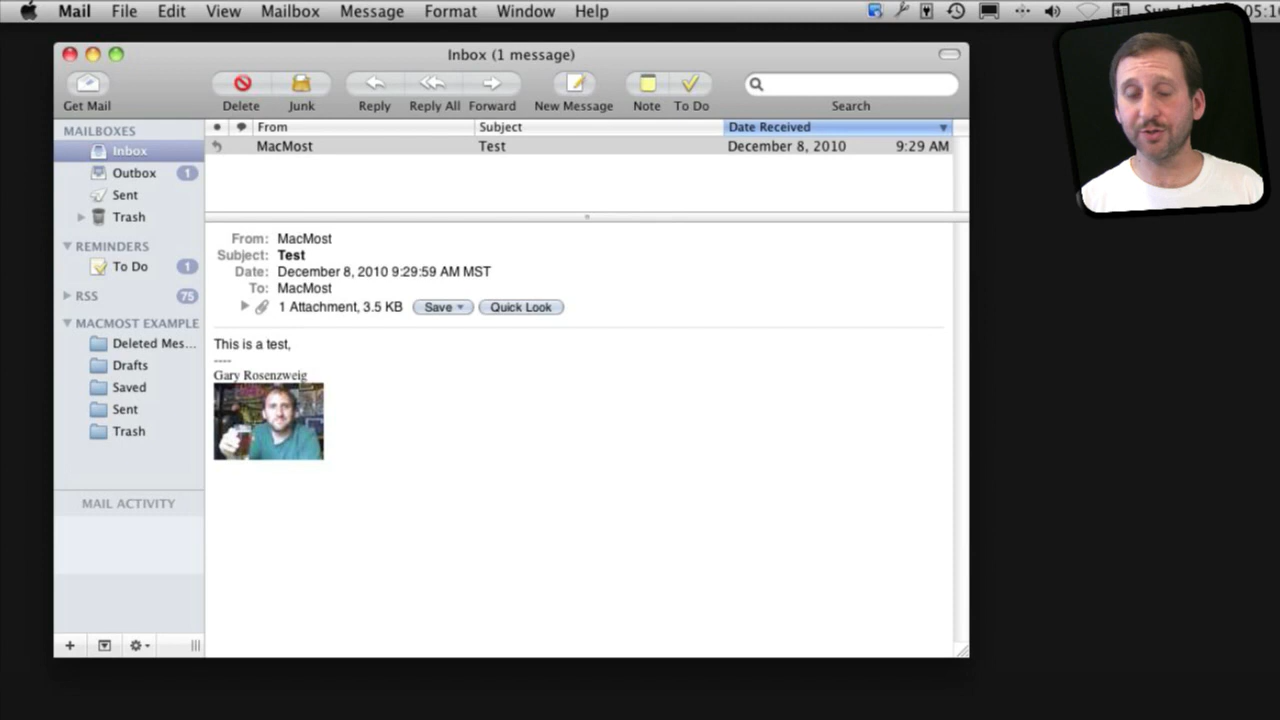 Mail File Edit View Mailbox Message Format Window Help
Inbox (1 message)
Get Mail Delete Junk Reply Reply All Forward New Message Note To Do Search
MAILBOXES
Inbox
Outbox 1
Sent
Trash
REMINDERS
To Do 1
RSS 75
MACMOST EXAMPLE
Deleted Mes...
Drafts
Saved
Sent
Trash
MAIL ACTIVITY
From Subject Date Received
MacMost Test December 8, 2010 9:29 AM
From: MacMost
Subject: Test
Date: December 8, 2010 9:29:59 AM MST
To: MacMost
1 Attachment, 3.5 KB Save Quick Look
This is a test,
----
Gary Rosenzweig